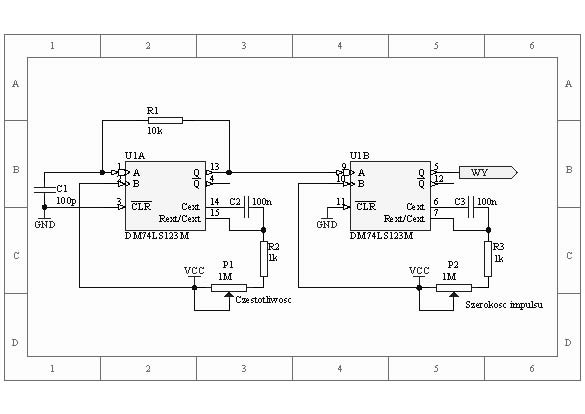 1 2 3 4 5 6
A A
R1
10k
U1A U1B
B B
1 A Q 13 9 A Q 5 WY
2 B Q 4 10 B Q 12
C1
100p
C2 100n C3 100n
3 CLR Cext 14 11 CLR Cext 6
Rext/Cext 15 Rext/Cext 7
GND GND
DM74LS123M DM74LS123M
R2
1k
R3
1k
C C
VCC P1 VCC P2
1M 1M
Czestotliwosc Szerokosc impulsu
D D
1 2 3 4 5 6